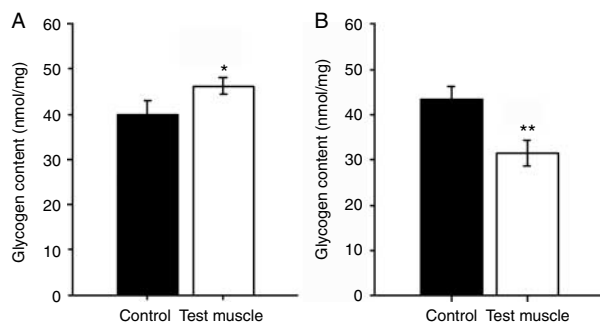 A
Glycogen content (nmol/mg)
60
50
40
30
20
10
0
*
Control Test muscle
B
Glycogen content (nmol/mg)
60
50
40
30
20
10
0
**
Control Test muscle